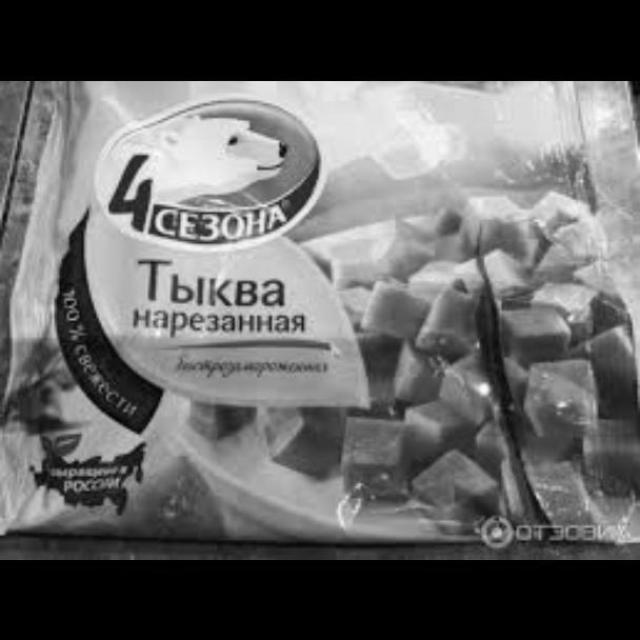 4
СЕЗОНА®
Тыква
нарезанная
быстрозамороженная
100 % СВЕЖЕСТИ
выращено в
РОССИИ
ОТЗОВИК